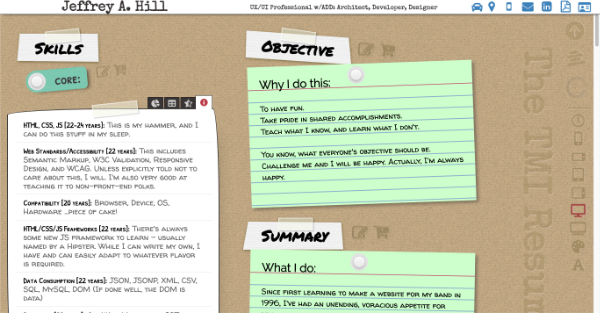 Jeffrey A. Hill
UX/UI Professional w/ADDs Architect, Developer, Designer
Skills
CORE:
HTML, CSS, JS [22-24 years]: This is my hammer, and I
can do this stuff in my sleep.
Web Standards/Accessibility [22 years]: This includes
Semantic Markup, W3C Validation, Responsive
Design, and WCAG. Unless explicitly told not to
care about this, I will. I'm also very good at
teaching it to non-front-end folks.
Compatibility [20 years]: Browser, Device, OS,
Hardware ...piece of cake!
HTML/CSS/JS Frameworks [22 years]: There's always
some new JS framework to learn - usually
named by a Hipster. While I can write my own, I
have and can easily adapt to whatever flavor
is required.
Data Consumption [22 years]: JSON, JSONP, XML, CSV,
SQL, MySQL, DOM (If done well, the DOM is
data)
Objective
Why I do this:
To have fun.
Take pride in shared accomplishments.
Teach what I know, and learn what I don't.
You know, what everyone's objective should be.
Challenge me and I will be happy. Actually, I'm always
happy.
Summary
What I do:
Since first learning to make a website for my band in
1996, I've had an unending, voracious appetite for